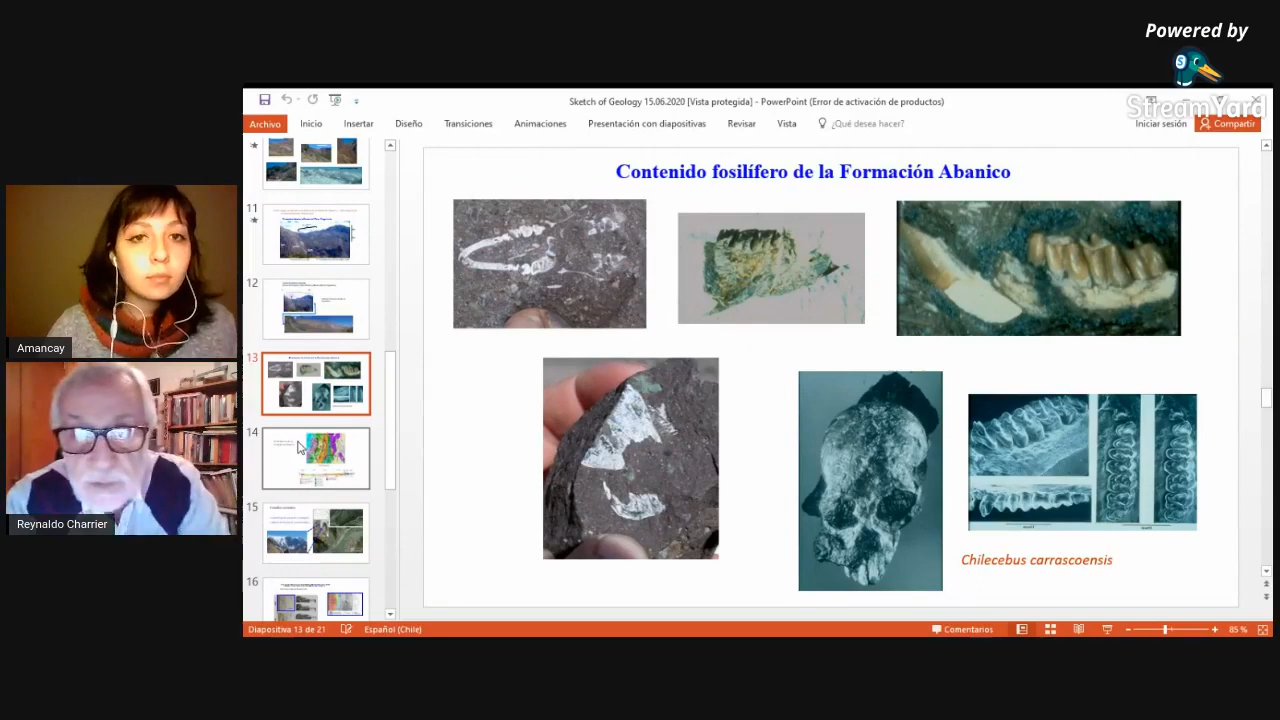 Powered by
StreamYard
Sketch of Geology 15.06.2020 [Vista protegida] - PowerPoint (Error de activación de productos)
Archivo Inicio Insertar Diseño Transiciones Animaciones Presentación con diapositivas Revisar Vista ¿Qué desea hacer? Iniciar sesión Compartir
Contenido fosilífero de la Formación Abanico
11
12
13
14
15
16
Amancay
Reynaldo Charrier
Chilecebus carrascoensis
Diapositiva 13 de 21 Español (Chile) Comentarios 85 %